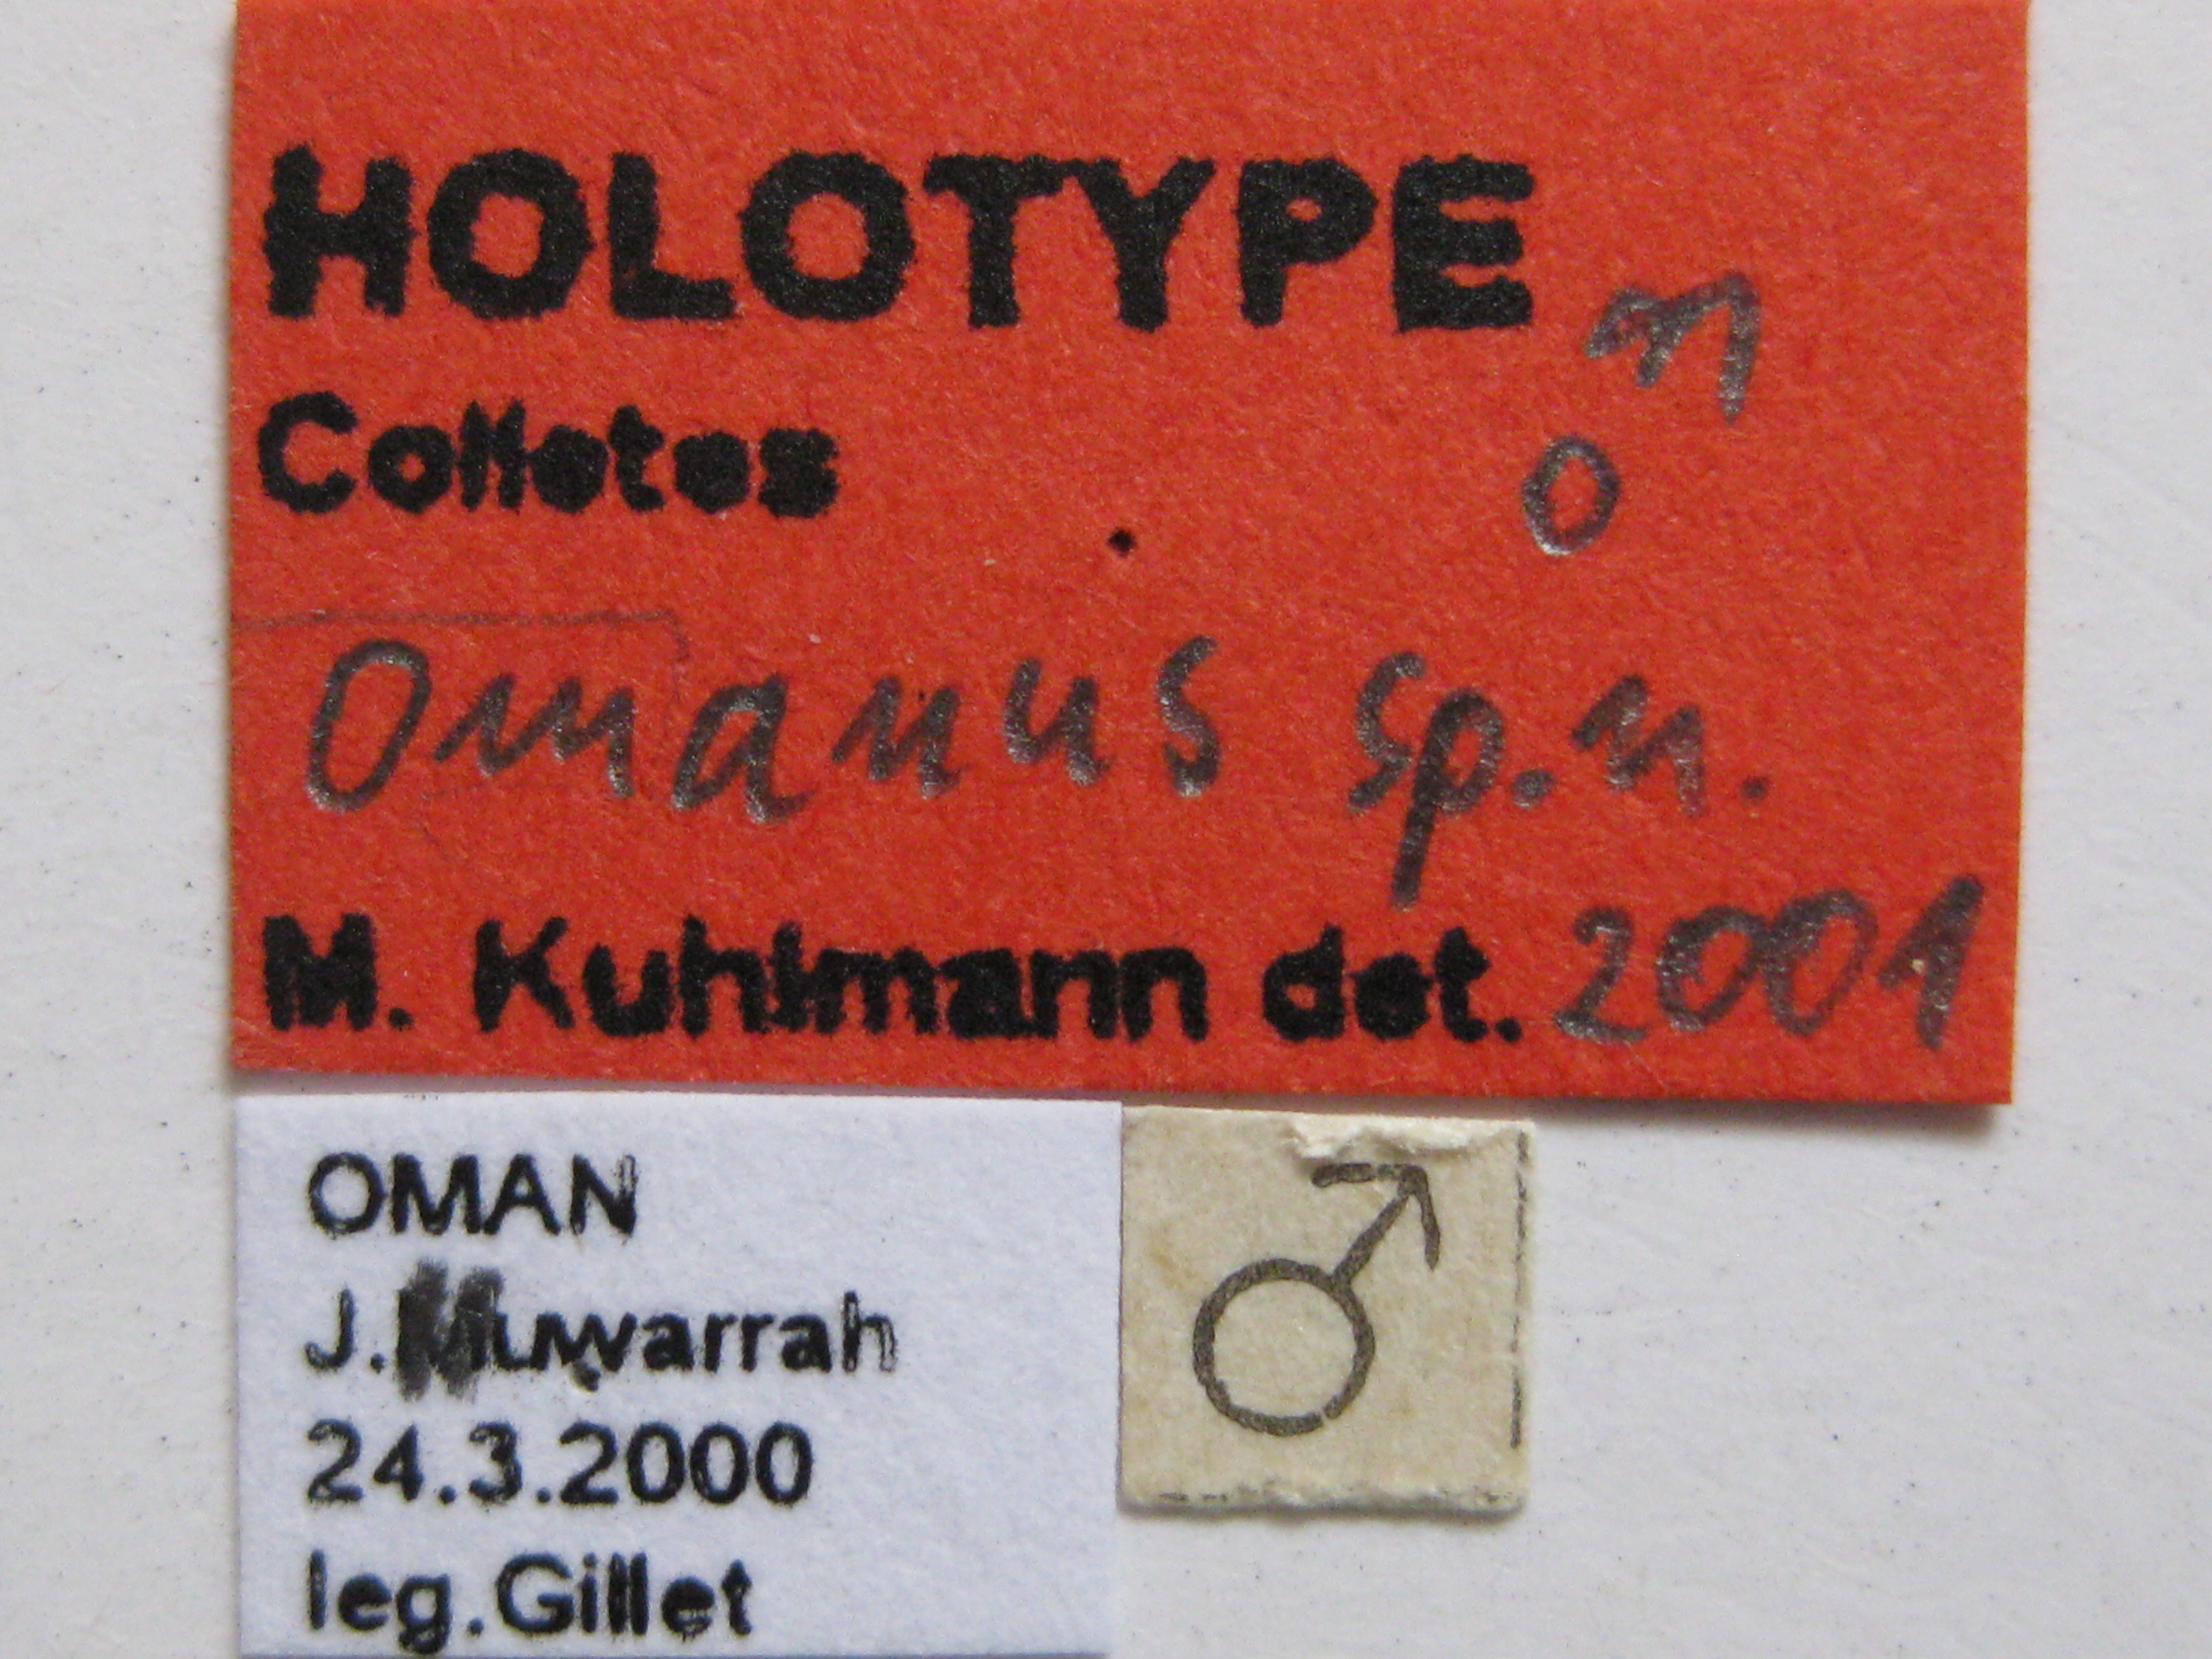 HOLOTYPE ♂
Colletes
Omanus sp.n.
M. Kuhlmann det. 2001
OMAN
J.Muwarrah
24.3.2000
leg.Gillet
♂